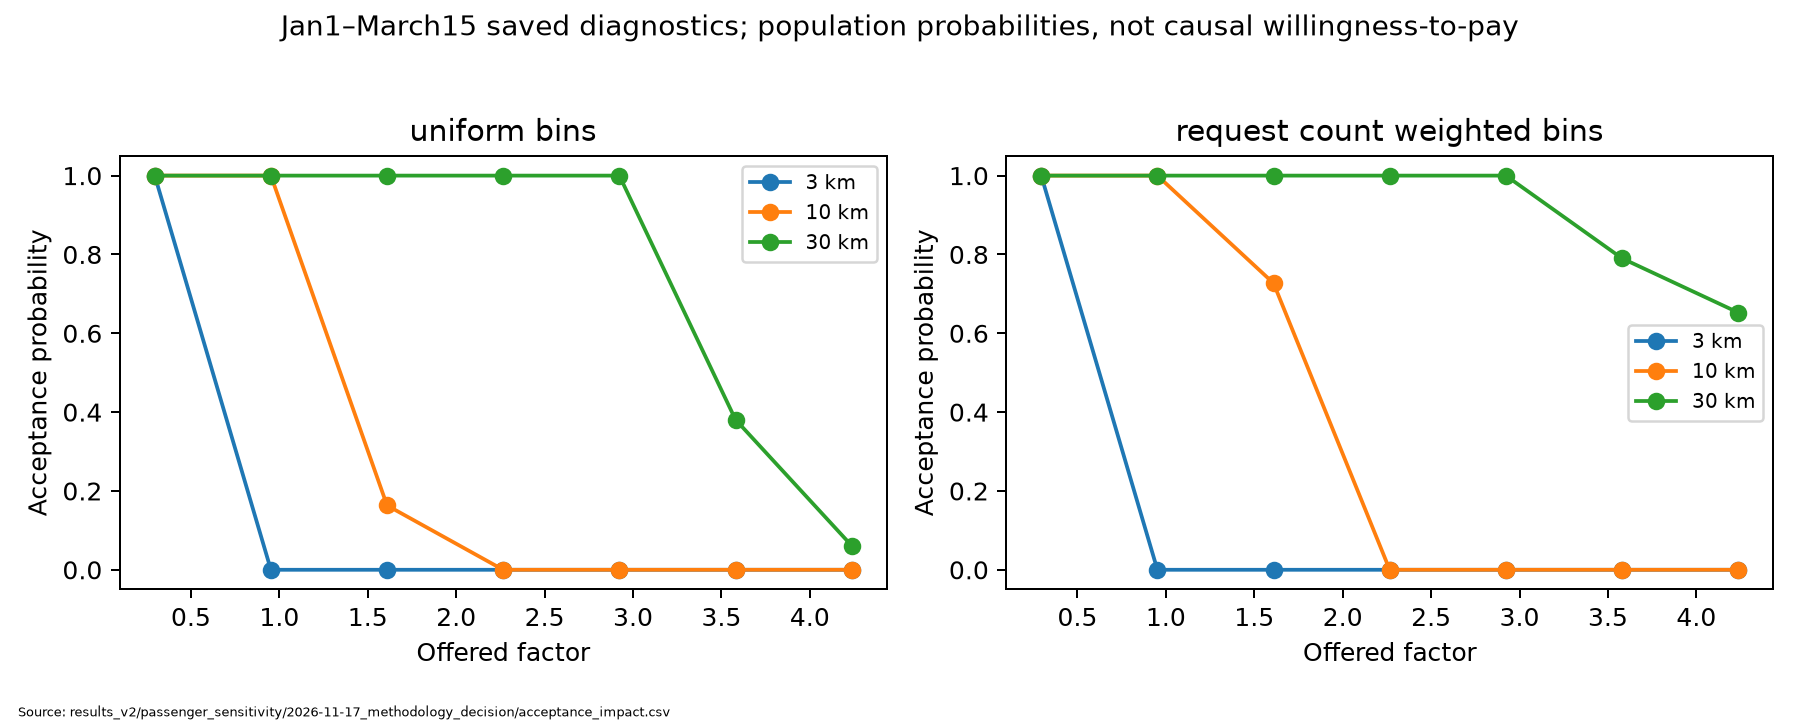 Jan1–March15 saved diagnostics; population probabilities, not causal willingness-to-pay
uniform bins
Acceptance probability
1.0
0.8
0.6
0.4
0.2
0.0
3 km
10 km
30 km
0.5 1.0 1.5 2.0 2.5 3.0 3.5 4.0
Offered factor
request count weighted bins
Acceptance probability
1.0
0.8
0.6
0.4
0.2
0.0
3 km
10 km
30 km
0.5 1.0 1.5 2.0 2.5 3.0 3.5 4.0
Offered factor
Source: results_v2/passenger_sensitivity/2026-11-17_methodology_decision/acceptance_impact.csv